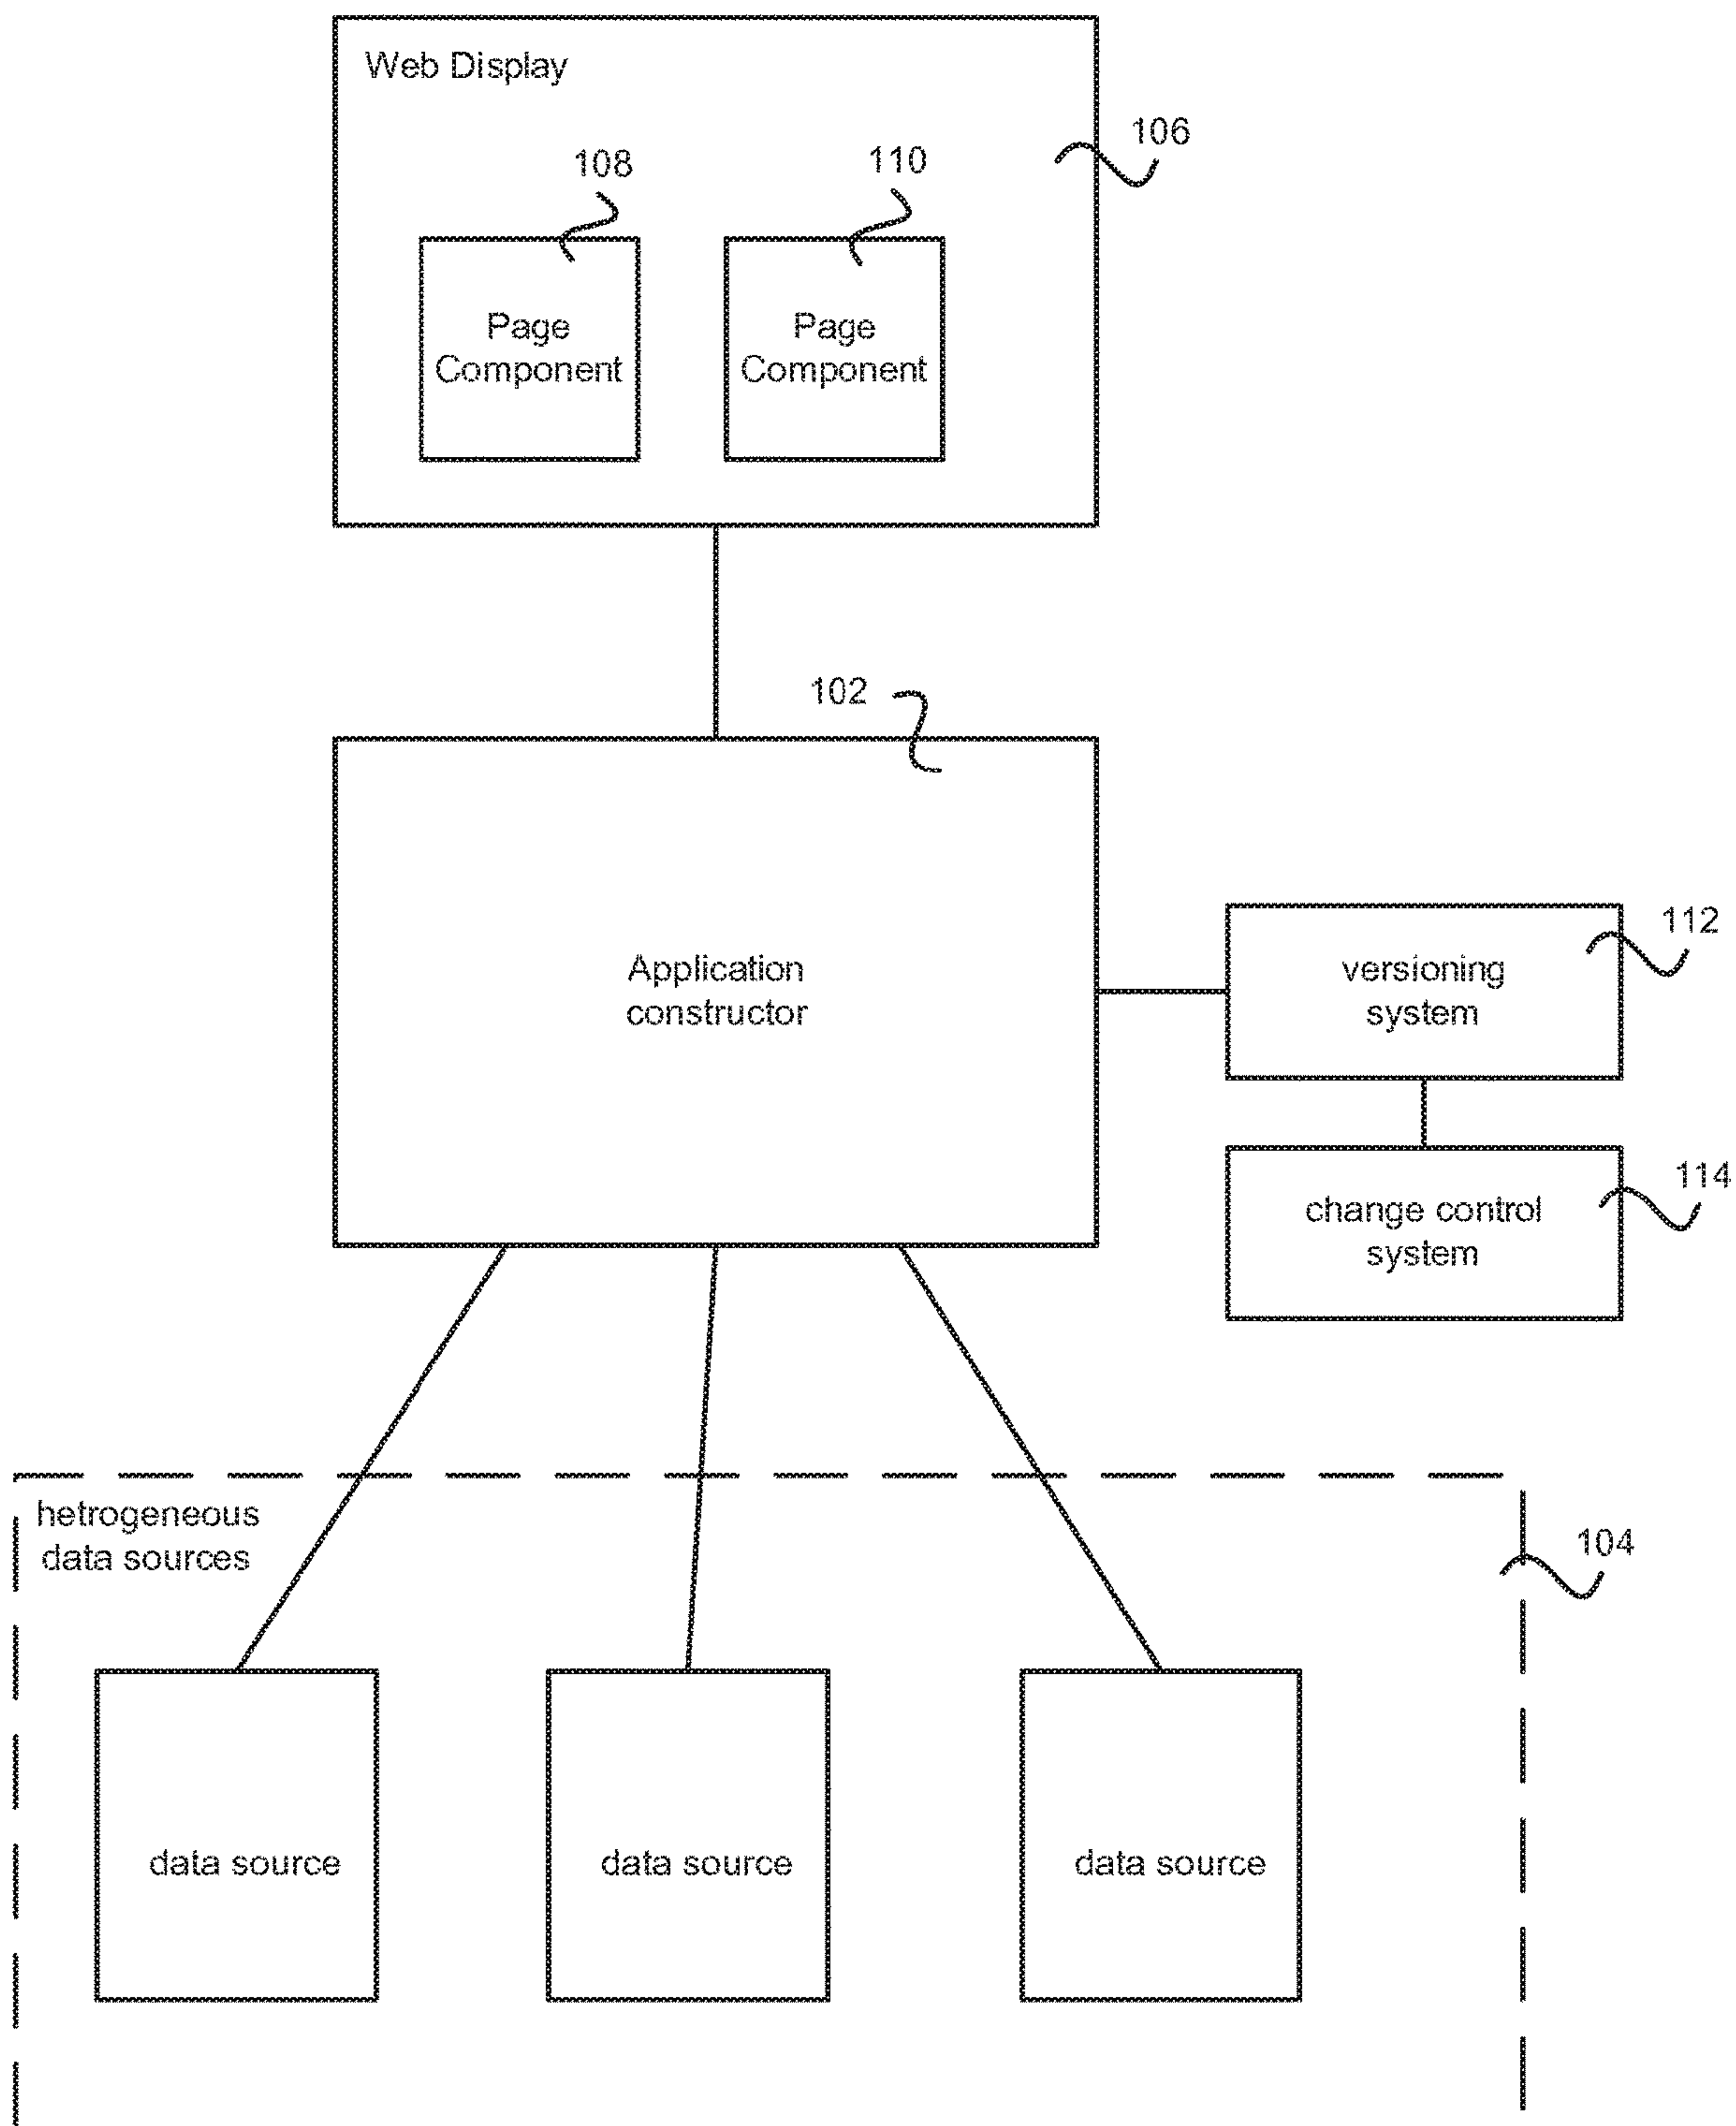 Web Display
106
108
110
Page
Component
Page
Component
102
Application
constructor
112
versioning
system
114
change control
system
hetrogeneous
data sources
104
data source
data source
data source